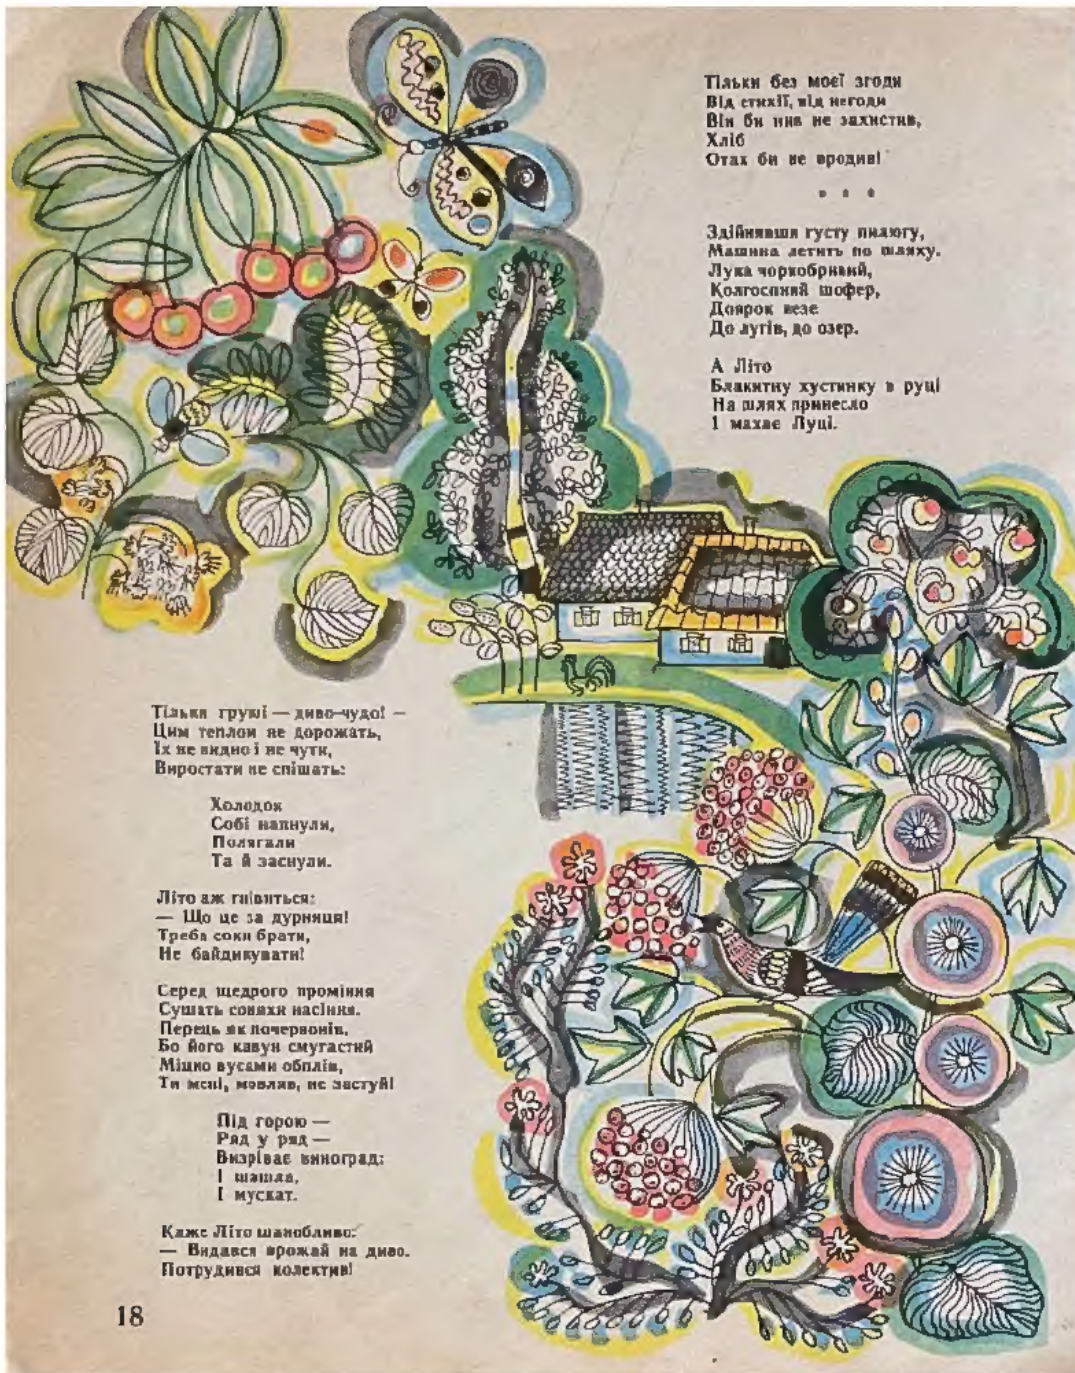 Тільки груші — диво-чудо! —
Цим теплом не дорожать,
Їх не видно і не чути,
Виростати не спішать:
Холодок
Собі напнули,
Полягали
Та й заснули.
Літо аж гнівиться:
— Що це за дурниця!
Треба соки брати,
Не байдикувати!
Серед щедрого проміння
Сушать соняхи насіння.
Перець як почервонів,
Бо його кавун смугастий
Міцно вусами обплів,
Ти мені, мовляв, не застуй!
Під горою —
Ряд у ряд —
Визріває виноград:
І шашла,
І мускат.
Каже Літо шанобливо:
— Видався врожай на диво.
Потрудився колектив!
Тільки без моєї згоди
Від стихії, від негоди
Він би нив не захистив,
Хліб
Отак би не вродив!
* * *
Здійнявши густу пилюгу,
Машина летить по шляху.
Лука чорнобривий,
Колгоспний шофер,
Доярок везе
До лугів, до озер.
А Літо
Блакитну хустинку в руці
На шлях принесло
І махає Луці.
18